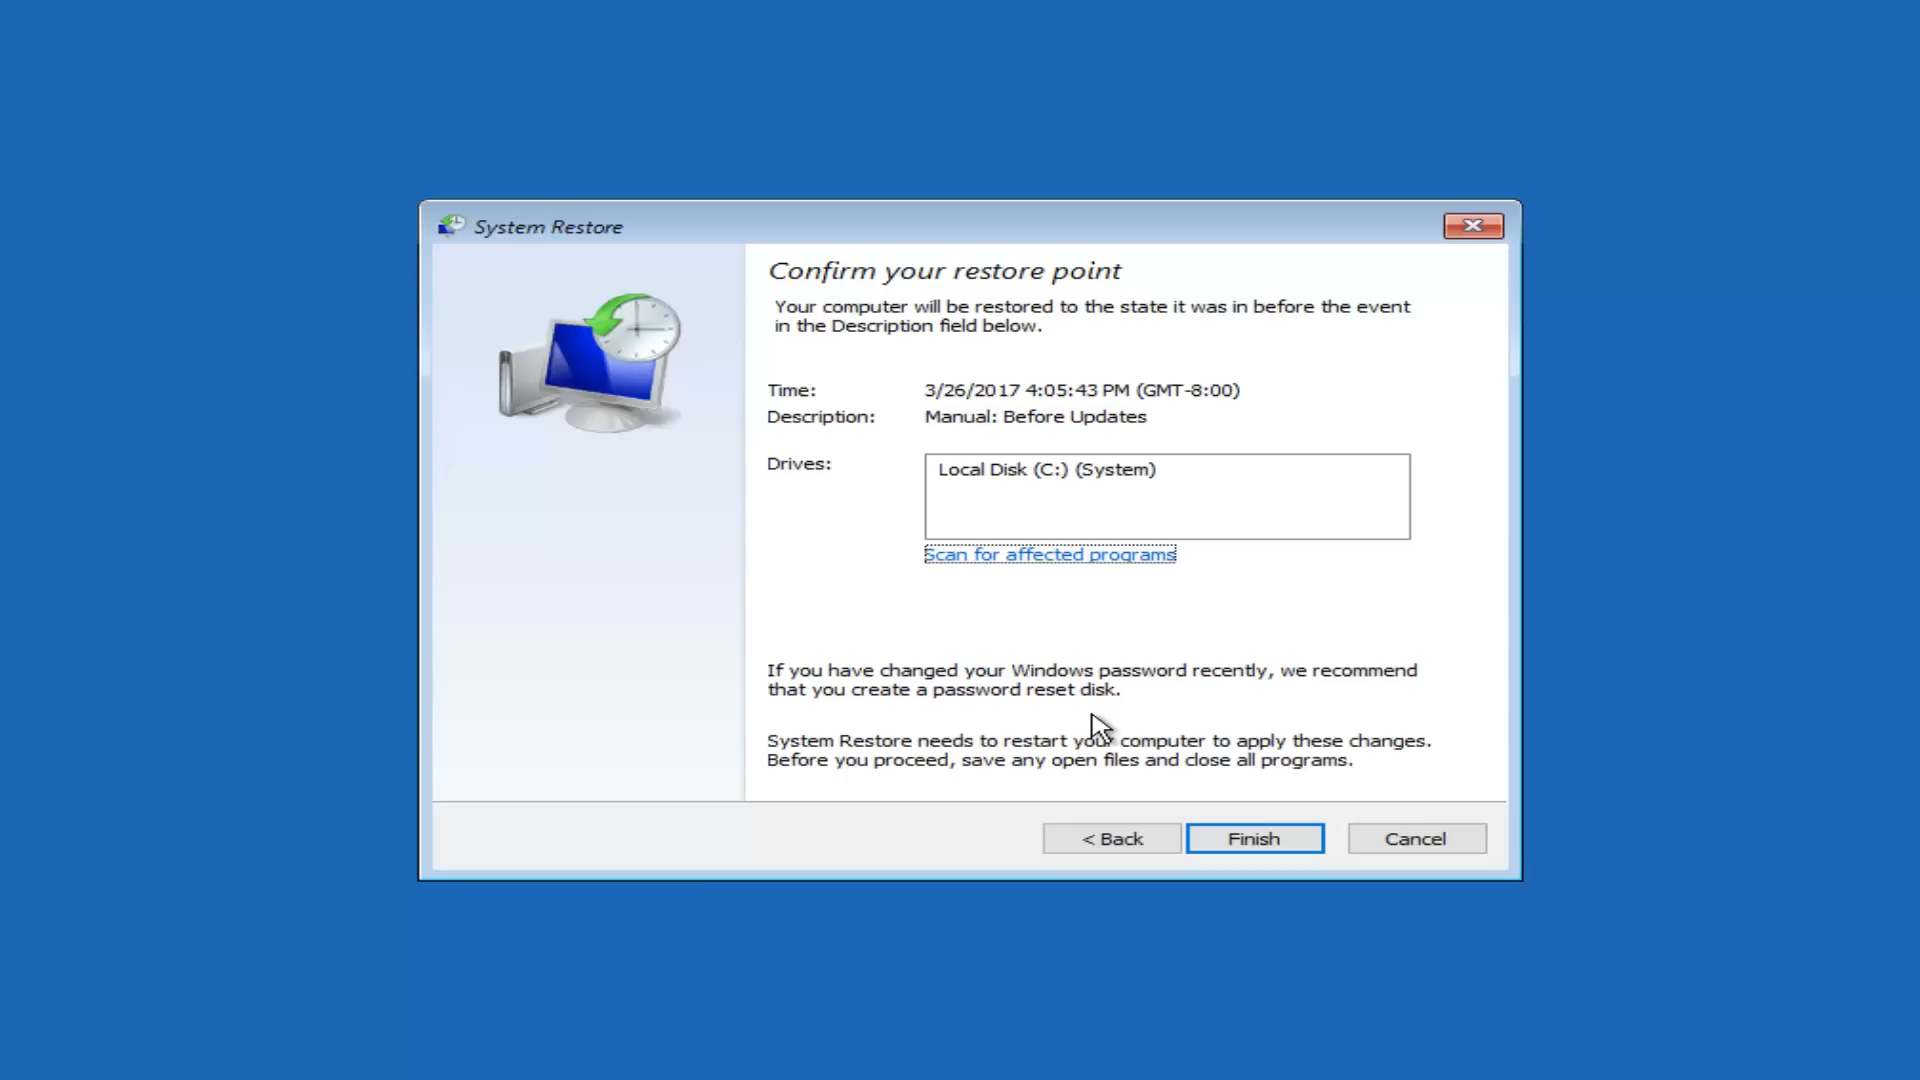 System Restore
Confirm your restore point
Your computer will be restored to the state it was in before the event
in the Description field below.
Time: 3/26/2017 4:05:43 PM (GMT-8:00)
Description: Manual: Before Updates
Drives: Local Disk (C:) (System)
Scan for affected programs
If you have changed your Windows password recently, we recommend
that you create a password reset disk.
System Restore needs to restart your computer to apply these changes.
Before you proceed, save any open files and close all programs.
< Back Finish Cancel